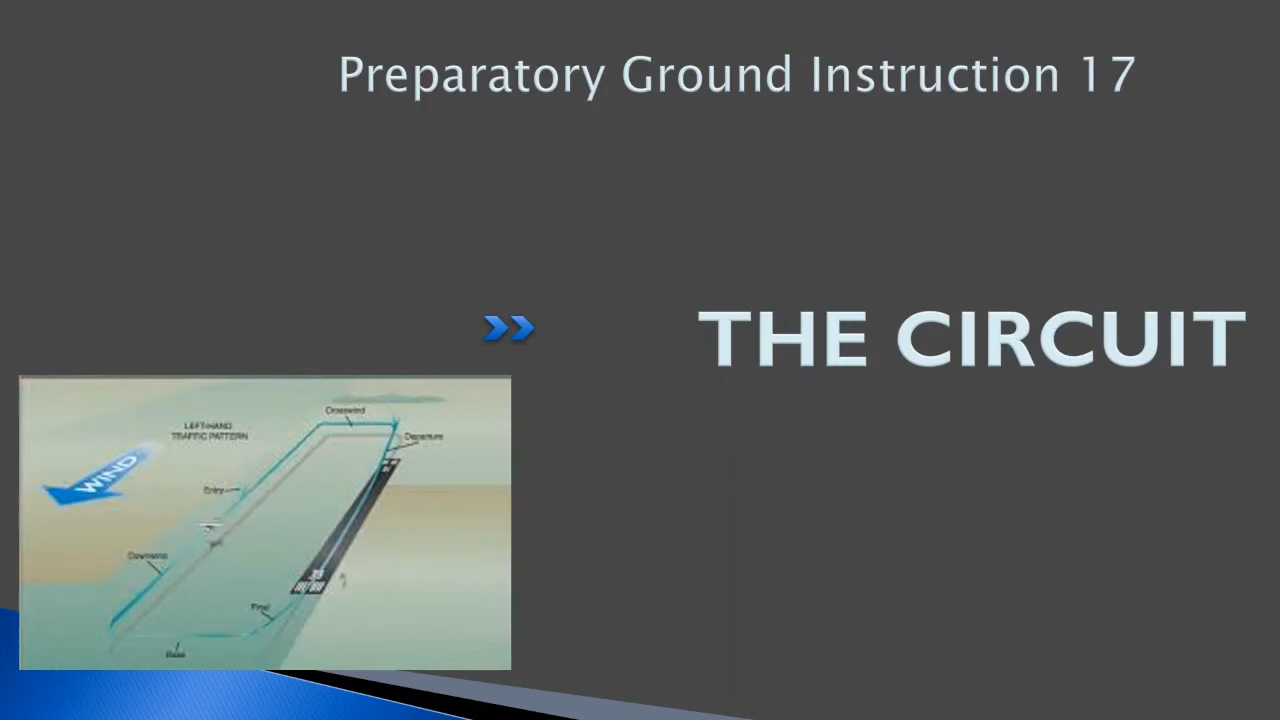 Preparatory Ground Instruction 17
THE CIRCUIT
Crosswind
LEFT-HAND
TRAFFIC PATTERN
Departure
WIND
Entry
Downwind
Final
Base